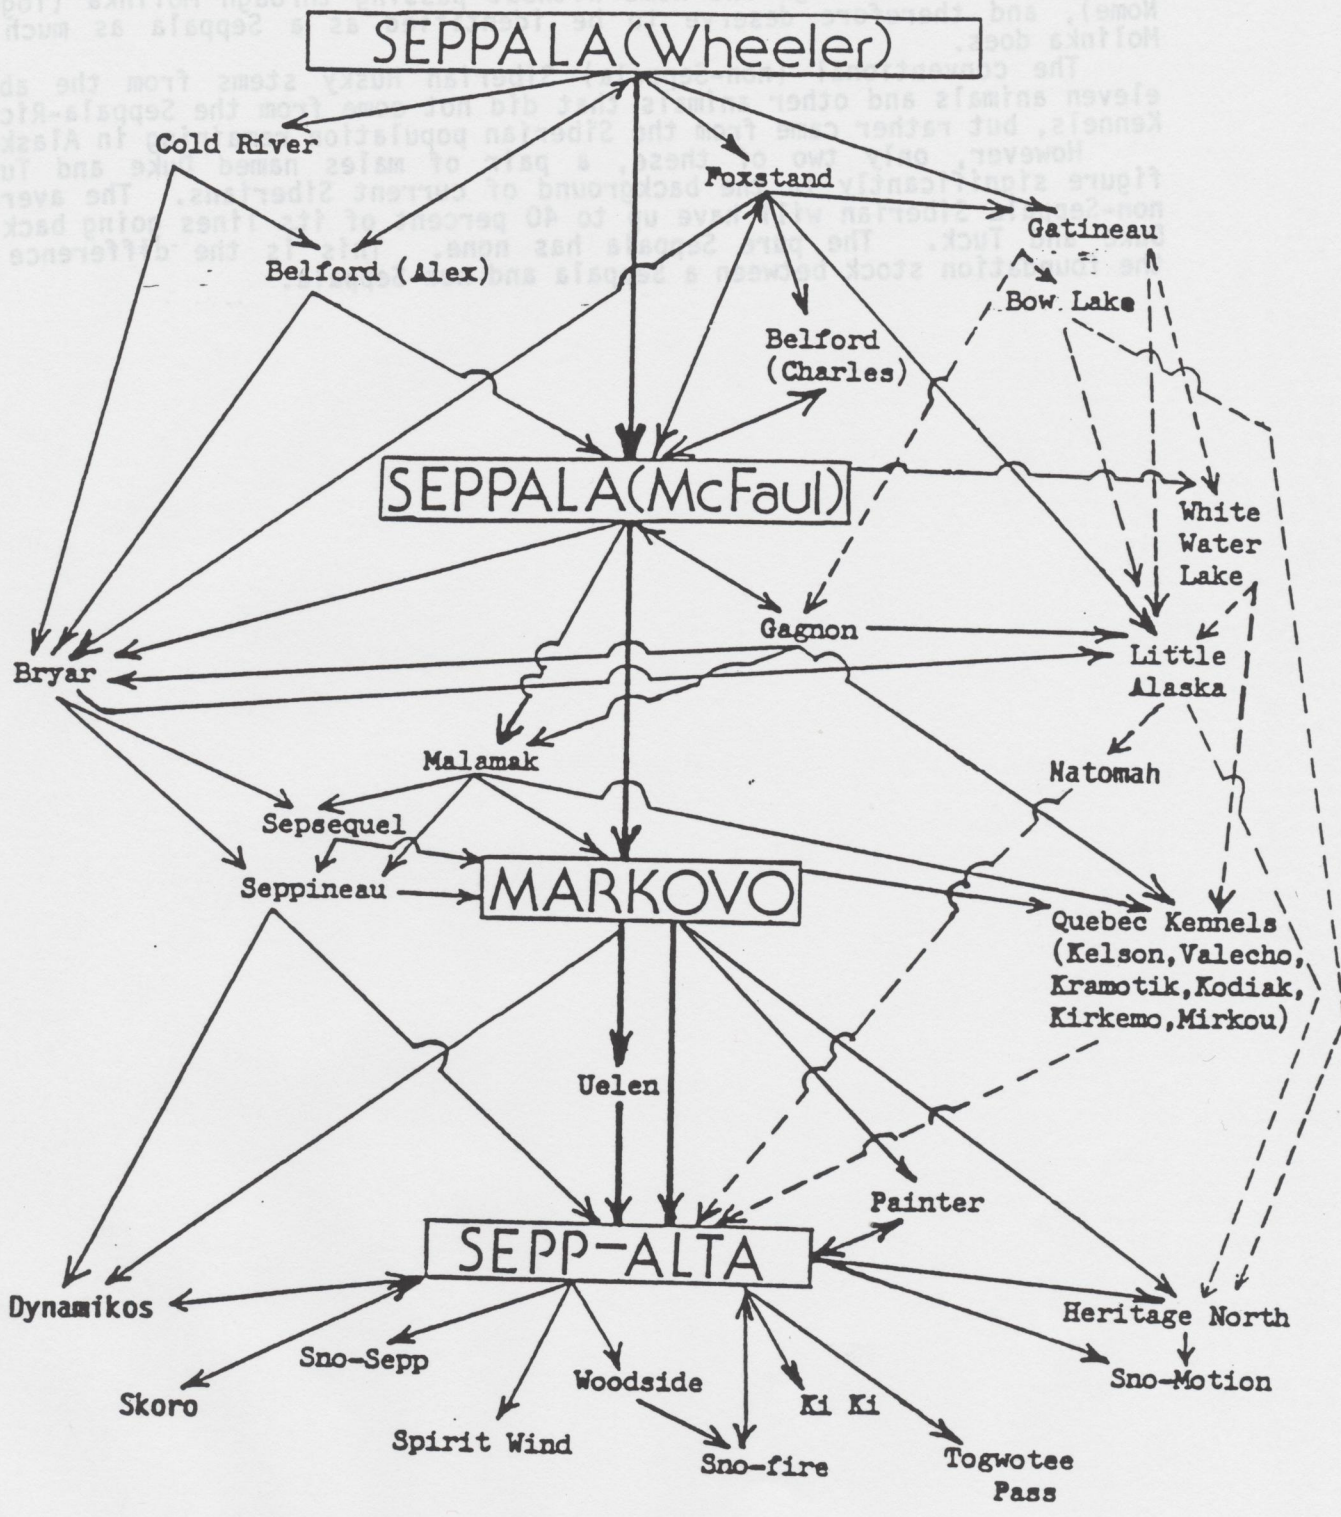 SEPPALA (Wheeler)
Cold River
Foxstand
Gatineau
Belford (Lex)
Bow Lake
Belford
(Charles)
SEPPALA (McFaul)
White
Water
Lake
Gagnon
Little
Alaska
Bryar
Malamak
Natomah
Sepsequel
Seppineau
MARKOVO
Quebec Kennels
(Kelson, Valecho,
Kramotik, Kodiak,
Kirkemo, Mirkou)
Uelen
Painter
SEPP-ALTA
Dynamikos
Heritage North
Sno-Sepp
Woodside
Sno-Motion
Skoro
Ki Ki
Spirit Wind
Sno-fire
Togwotee
Pass